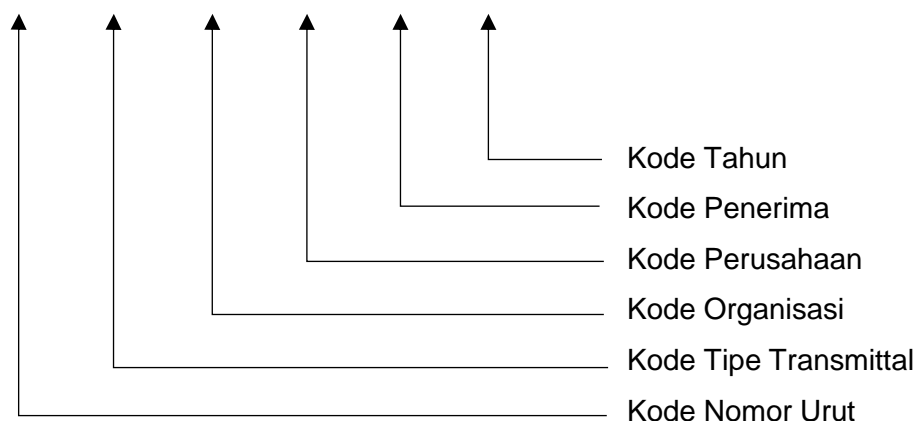 Kode Tahun
Kode Penerima
Kode Perusahaan
Kode Organisasi
Kode Tipe Transmittal
Kode Nomor Urut